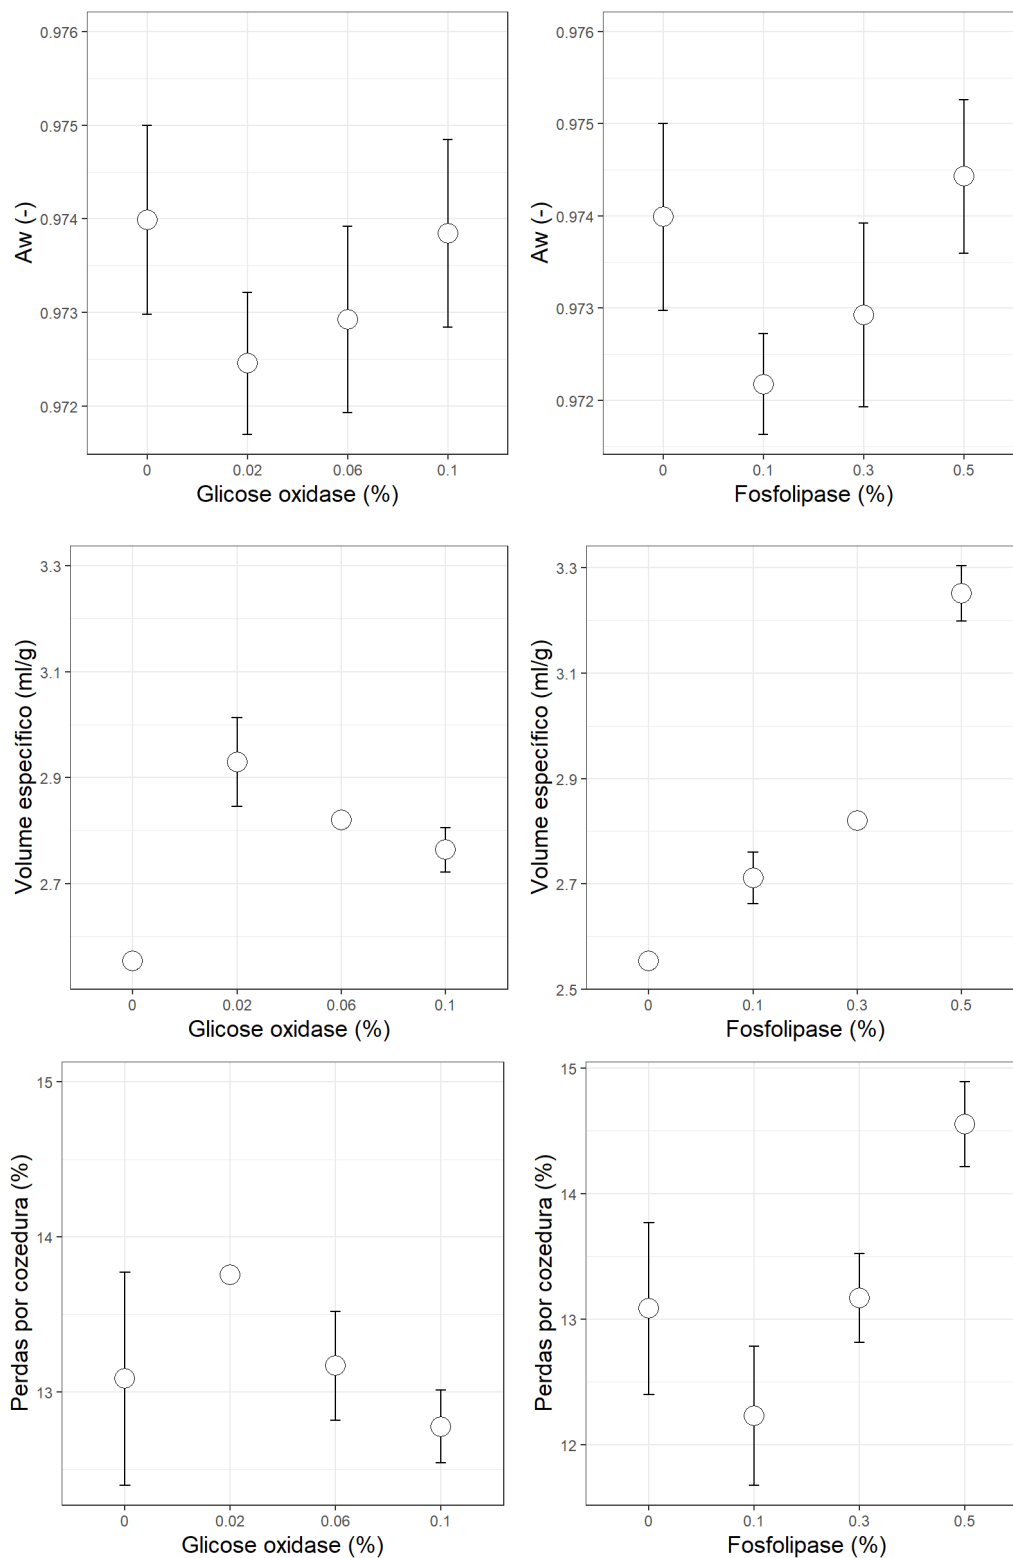 0.976
0.975
0.974
0.973
0.972
Aw (-)
0 0.02 0.06 0.1
Glicose oxidase (%)
0.976
0.975
0.974
0.973
0.972
Aw (-)
0 0.1 0.3 0.5
Fosfolipase (%)
3.3
3.1
2.9
2.7
Volume específico (ml/g)
0 0.02 0.06 0.1
Glicose oxidase (%)
3.3
3.1
2.9
2.7
2.5
Volume específico (ml/g)
0 0.1 0.3 0.5
Fosfolipase (%)
15
14
13
Perdas por cozedura (%)
0 0.02 0.06 0.1
Glicose oxidase (%)
15
14
13
12
Perdas por cozedura (%)
0 0.1 0.3 0.5
Fosfolipase (%)